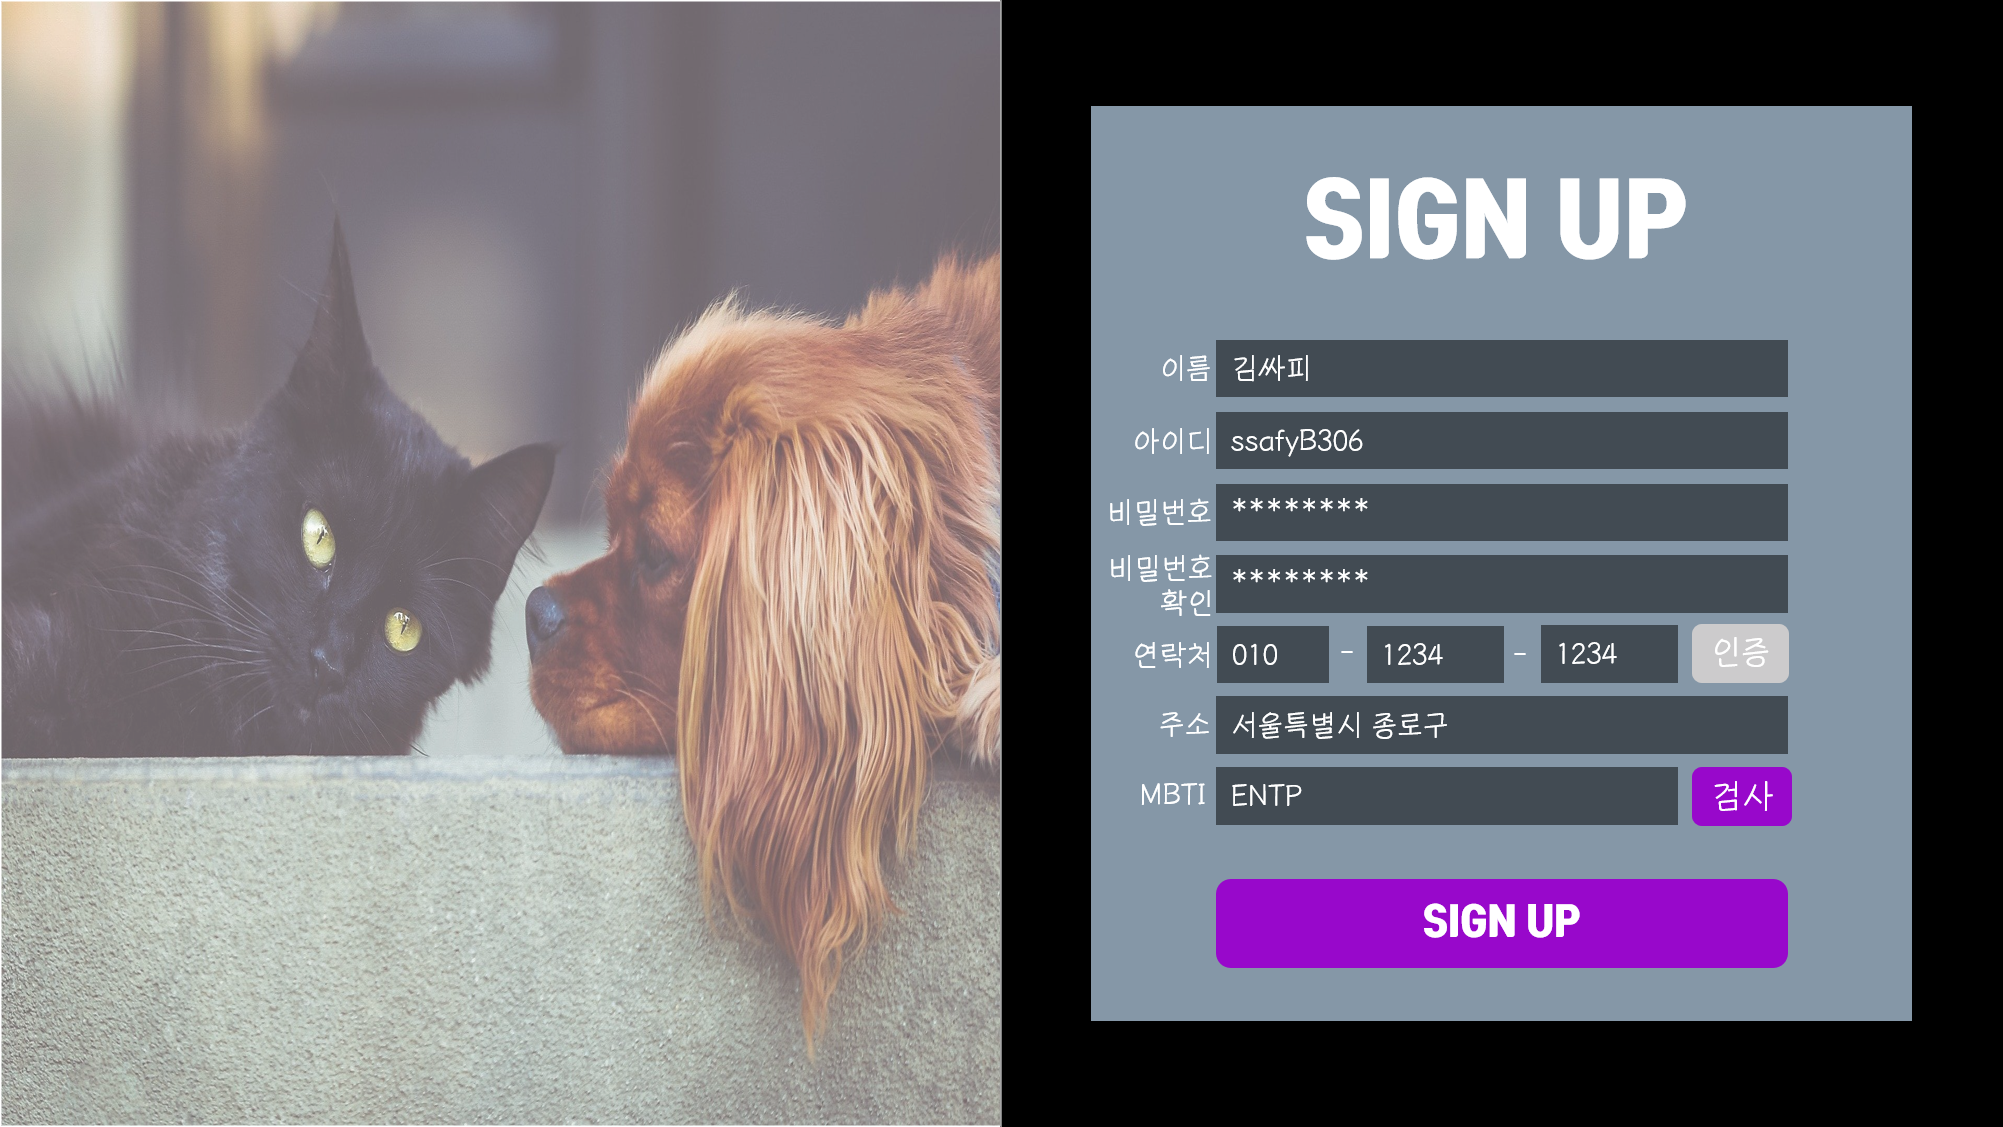 SIGN UP
이름 김싸피
아이디 ssafyB306
비밀번호 ********
비밀번호
확인 ********
연락처 010 - 1234 - 1234 인증
주소 서울특별시 종로구
MBTI ENTP 검사
SIGN UP